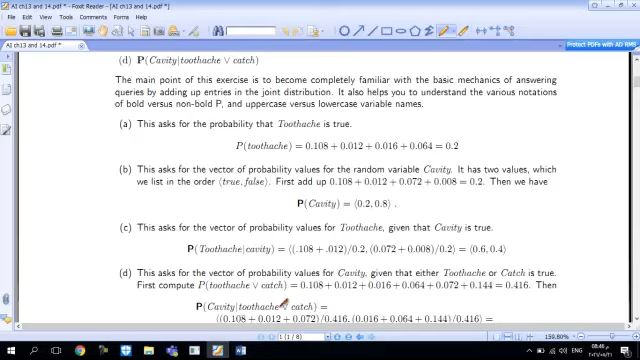 AI ch13 and 14.pdf * - Foxit Reader
File Edit View Tools Comments Forms Window Help
AI ch13 and 14.pdf *
Protect PDFs with AD RMS
(d) P(Cavity|toothache ∨ catch)
The main point of this exercise is to become completely familiar with the basic mechanics of answering
queries by adding up entries in the joint distribution. It also helps you to understand the various notations
of bold versus non-bold P, and uppercase versus lowercase variable names.
(a) This asks for the probability that Toothache is true.
P(toothache) = 0.108 + 0.012 + 0.016 + 0.064 = 0.2
(b) This asks for the vector of probability values for the random variable Cavity. It has two values, which
we list in the order ⟨true, false⟩. First add up 0.108 + 0.012 + 0.072 + 0.008 = 0.2. Then we have
P(Cavity) = ⟨0.2, 0.8⟩ .
(c) This asks for the vector of probability values for Toothache, given that Cavity is true.
P(Toothache|cavity) = ⟨(.108 + .012)/0.2, (0.072 + 0.008)/0.2⟩ = ⟨0.6, 0.4⟩
(d) This asks for the vector of probability values for Cavity, given that either Toothache or Catch is true.
First compute P(toothache ∨ catch) = 0.108 + 0.012 + 0.016 + 0.064 + 0.072 + 0.144 = 0.416. Then
P(Cavity|toothache ∨ catch) =
⟨(0.108 + 0.012 + 0.072)/0.416, (0.016 + 0.064 + 0.144)/0.416⟩ =
1 (1 / 8)
159.80%
08:46 م